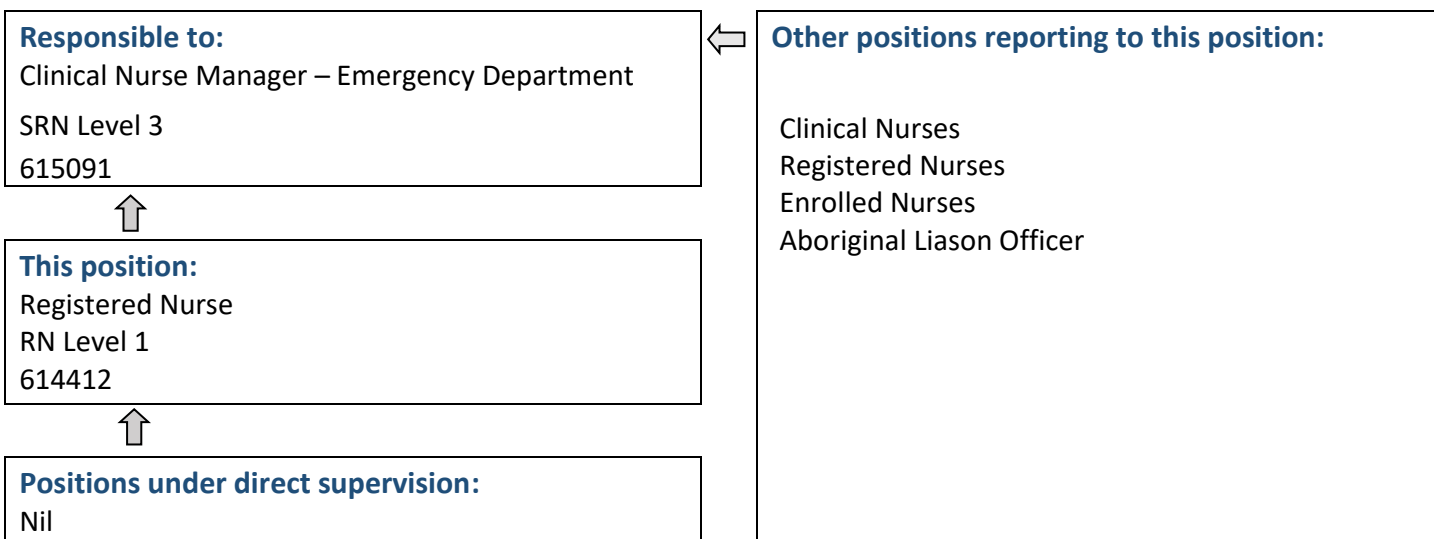 Responsible to:
Clinical Nurse Manager – Emergency Department
SRN Level 3
615091
This position:
Registered Nurse
RN Level 1
614412
Positions under direct supervision:
Nil
Other positions reporting to this position:
Clinical Nurses
Registered Nurses
Enrolled Nurses
Aboriginal Liason Officer